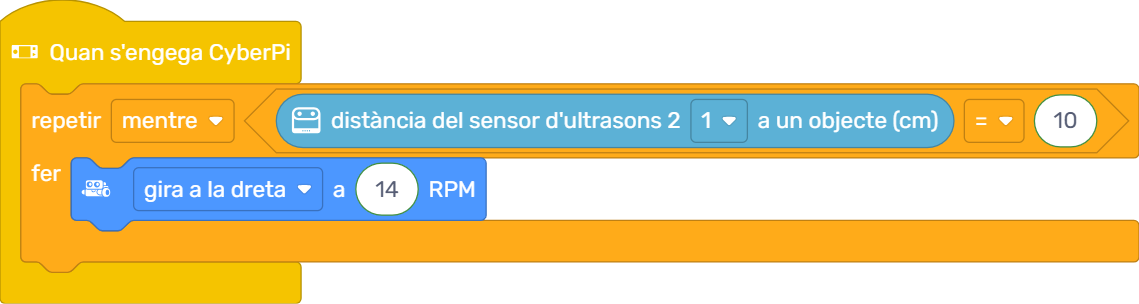 Quan s'engega CyberPi
repetir mentre distància del sensor d'ultrasons 2 1 a un objecte (cm) = 10
fer
gira a la dreta a 14 RPM